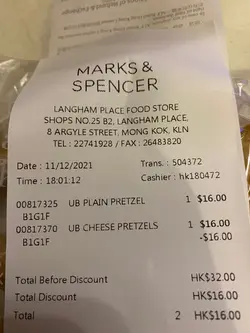 MARKS &
SPENCER
LANGHAM PLACE FOOD STORE
SHOPS NO.25 B2, LANGHAM PLACE,
8 ARGYLE STREET, MONG KOK, KLN
TEL : 22741928 / FAX : 26483820
Date : 11/12/2021 Trans. : 504372
Time : 18:01:12 Cashier : hk180472
00817325 UB PLAIN PRETZEL 1 $16.00
B1G1F
00817370 UB CHEESE PRETZELS 1 $16.00
B1G1F -$16.00
Total Before Discount HK$32.00
Total Discount HK$16.00
Total 2 HK$16.00